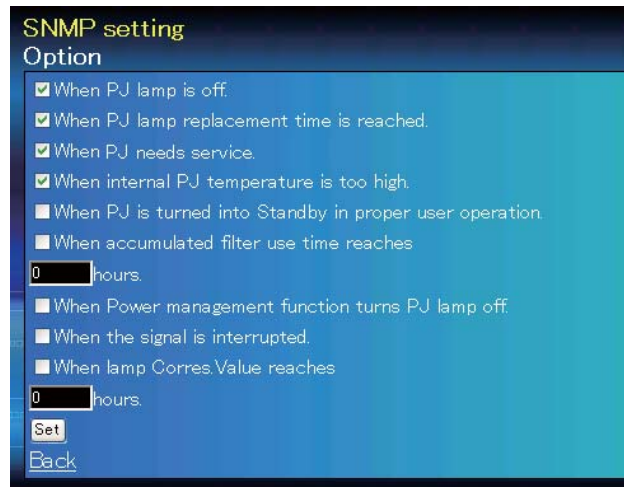 SNMP setting
Option
When PJ lamp is off.
When PJ lamp replacement time is reached.
When PJ needs service.
When internal PJ temperature is too high.
When PJ is turned into Standby in proper user operation.
When accumulated filter use time reaches
0 hours.
When Power management function turns PJ lamp off.
When the signal is interrupted.
When lamp Corres.Value reaches
0 hours.
Set
Back